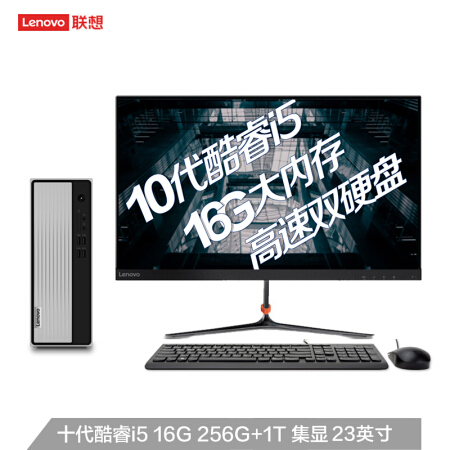 Lenovo 联想
10代酷睿i5
16G大内存
高速双硬盘
Lenovo
Lenovo
十代酷睿i5 16G 256G+1T 集显 23英寸